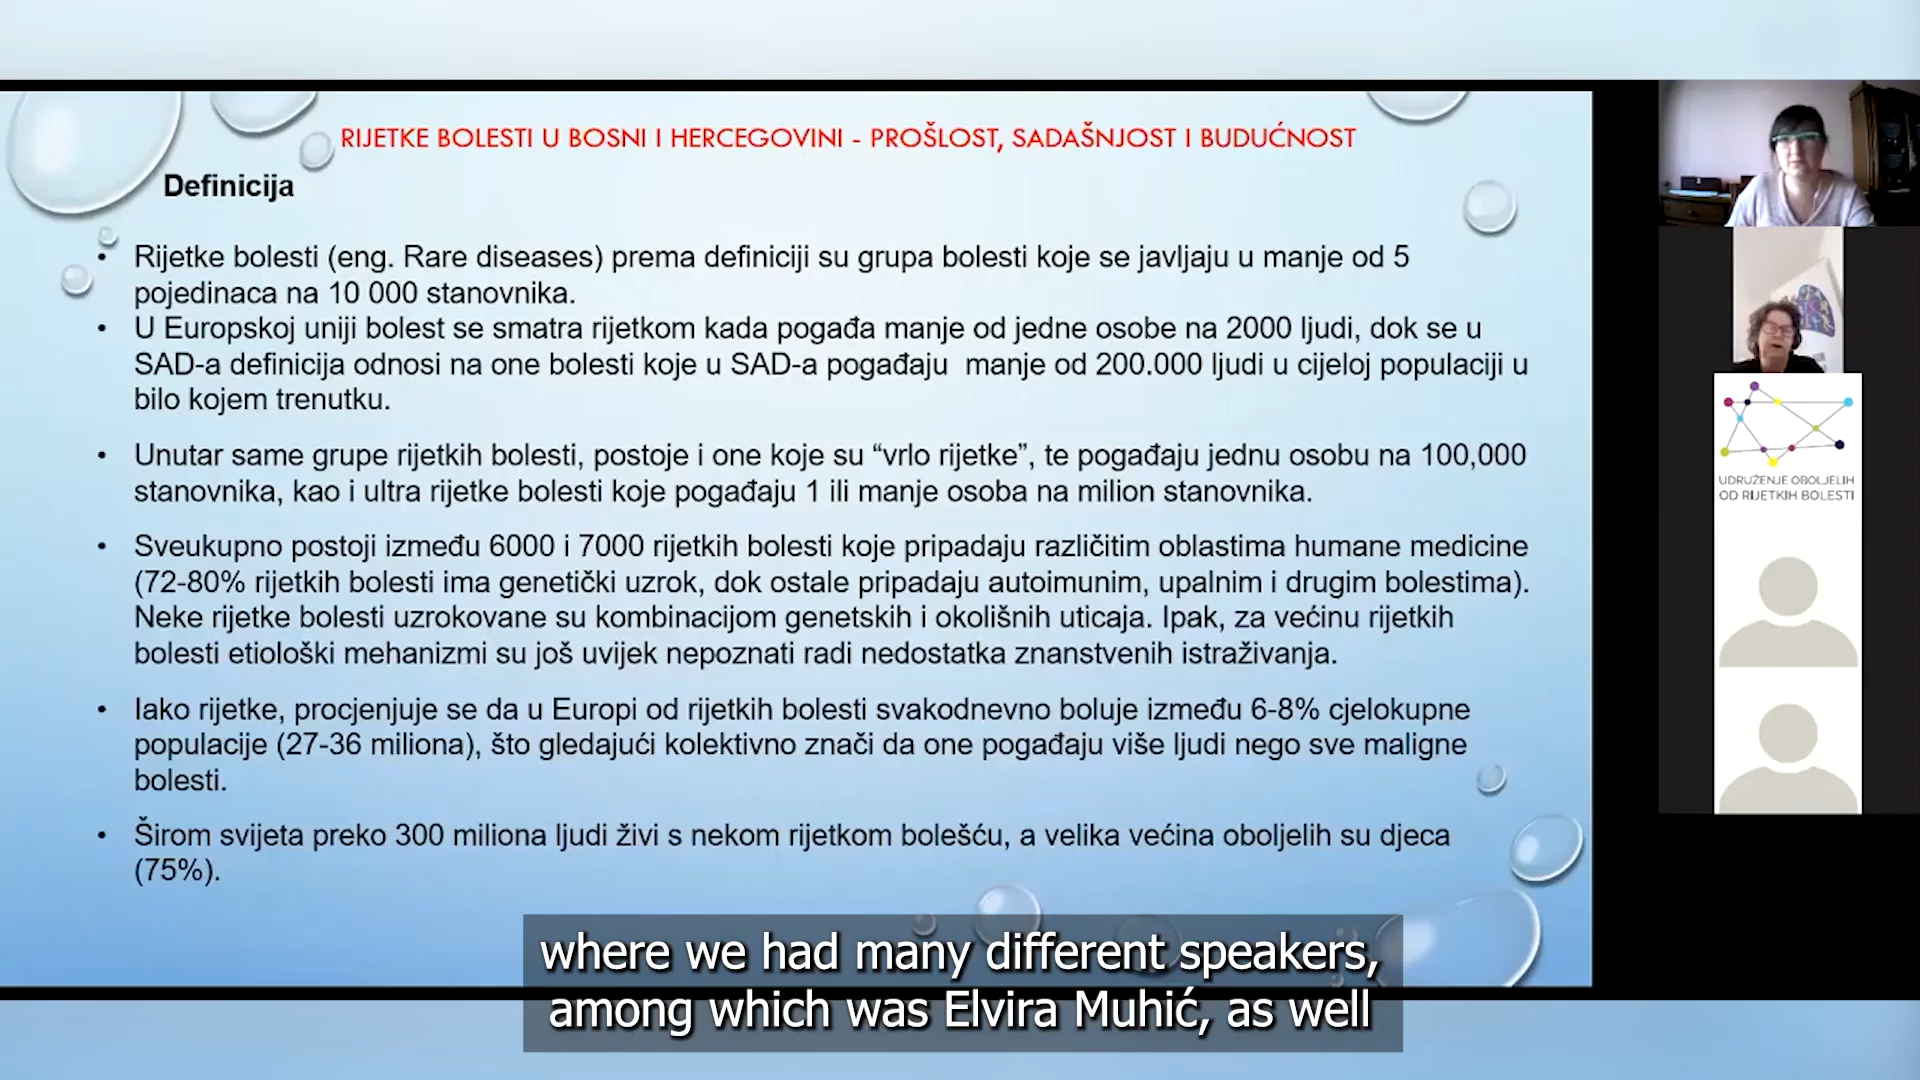 RIJETKE BOLESTI U BOSNI I HERCEGOVINI - PROŠLOST, SADAŠNJOST I BUDUĆNOST
Definicija
• Rijetke bolesti (eng. Rare diseases) prema definiciji su grupa bolesti koje se javljaju u manje od 5
pojedinaca na 10 000 stanovnika.
• U Europskoj uniji bolest se smatra rijetkom kada pogađa manje od jedne osobe na 2000 ljudi, dok se u
SAD-a definicija odnosi na one bolesti koje u SAD-a pogađaju  manje od 200.000 ljudi u cijeloj populaciji u
bilo kojem trenutku.
• Unutar same grupe rijetkih bolesti, postoje i one koje su “vrlo rijetke”, te pogađaju jednu osobu na 100,000
stanovnika, kao i ultra rijetke bolesti koje pogađaju 1 ili manje osoba na milion stanovnika.
• Sveukupno postoji između 6000 i 7000 rijetkih bolesti koje pripadaju različitim oblastima humane medicine
(72-80% rijetkih bolesti ima genetički uzrok, dok ostale pripadaju autoimunim, upalnim i drugim bolestima).
Neke rijetke bolesti uzrokovane su kombinacijom genetskih i okolišnih uticaja. Ipak, za većinu rijetkih
bolesti etiološki mehanizmi su još uvijek nepoznati radi nedostatka znanstvenih istraživanja.
• Iako rijetke, procjenjuje se da u Europi od rijetkih bolesti svakodnevno boluje između 6-8% cjelokupne
populacije (27-36 miliona), što gledajući kolektivno znači da one pogađaju više ljudi nego sve maligne
bolesti.
• Širom svijeta preko 300 miliona ljudi živi s nekom rijetkom bolešću, a velika većina oboljelih su djeca
(75%).
UDRUŽENJE OBOLJELIH
OD RIJETKIH BOLESTI
where we had many different speakers,
among which was Elvira Muhić, as well